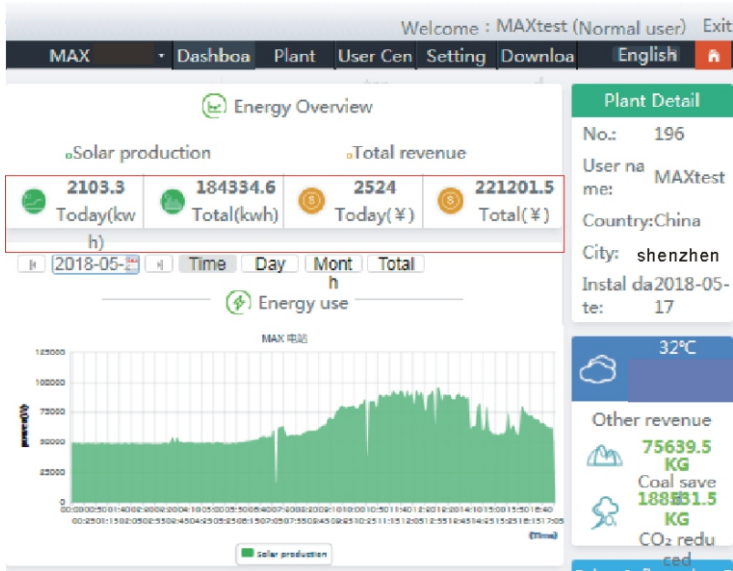 Welcome : MAXtest (Normal user) Exit
MAX Dashboa Plant User Cen Setting Downloa English
Energy Overview
Solar production Total revenue
2103.3 184334.6 2524 221201.5
Today(kw Total(kwh) Today(¥) Total(¥)
h)
2018-05- Time Day Mont Total
h
Energy use
MAX 电站
125000
100000
75000
50000
25000
0
power(W)
(Time)
Solar production
Plant Detail
No.: 196
User na
me: MAXtest
Country:China
City: shenzhen
Instal da2018-05-
te: 17
32℃
Other revenue
75639.5
KG
Coal save
KG
CO₂ redu
ced